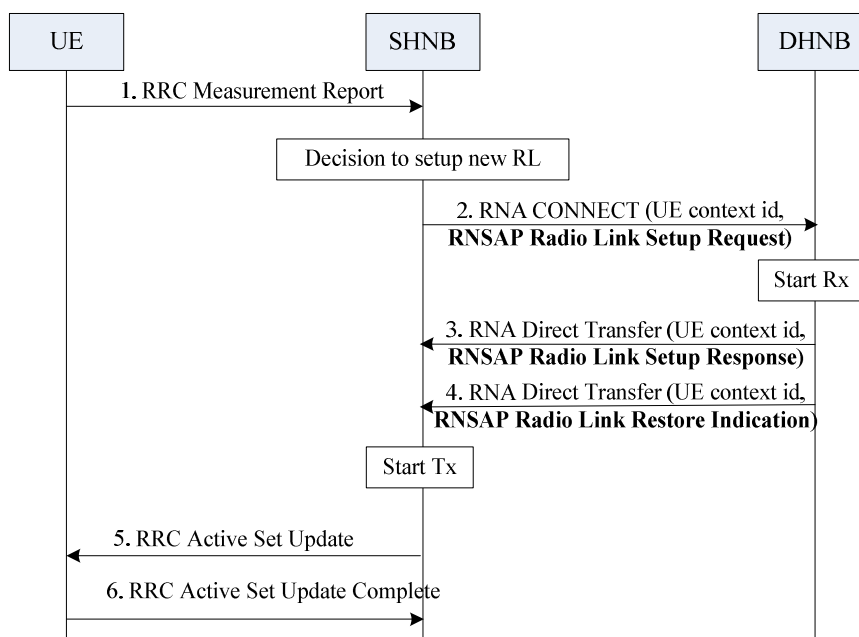 UE
SHNB
DHNB
1. RRC Measurement Report
Decision to setup new RL
2. RNA CONNECT (UE context id,
RNSAP Radio Link Setup Request)
Start Rx
3. RNA Direct Transfer (UE context id,
RNSAP Radio Link Setup Response)
4. RNA Direct Transfer (UE context id,
RNSAP Radio Link Restore Indication)
Start Tx
5. RRC Active Set Update
6. RRC Active Set Update Complete